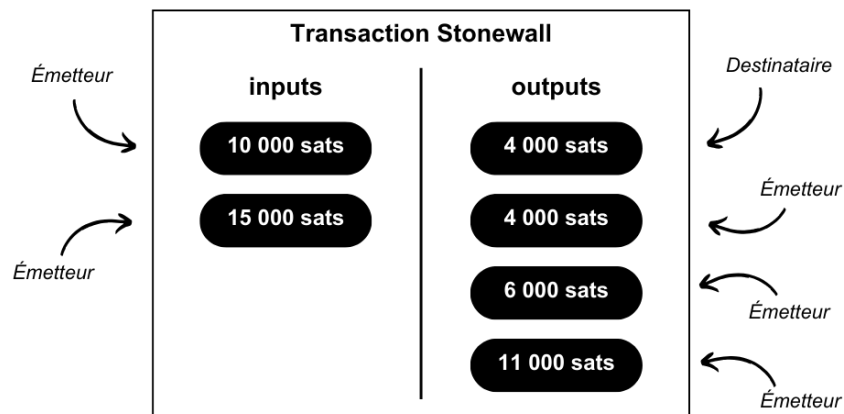 Transaction Stonewall
Émetteur
Destinataire
inputs
outputs
10 000 sats
4 000 sats
15 000 sats
4 000 sats
Émetteur
Émetteur
6 000 sats
Émetteur
11 000 sats
Émetteur